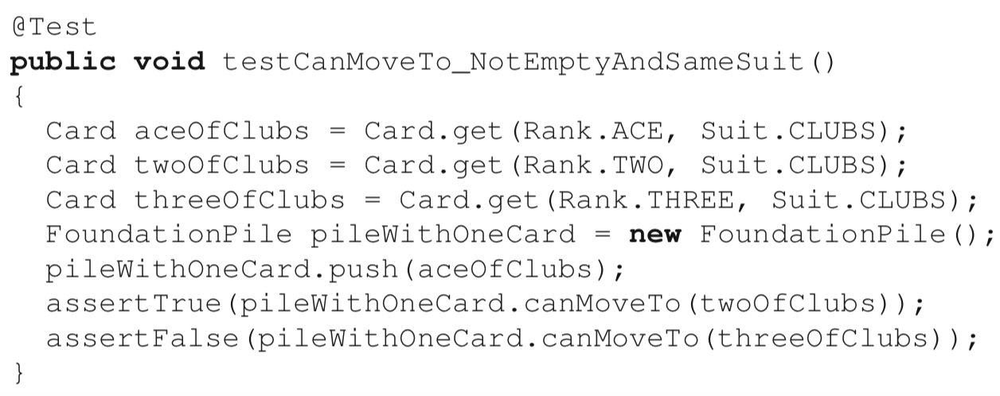 @Test
public void testCanMoveTo_NotEmptyAndSameSuit()
{
  Card aceOfClubs = Card.get(Rank.ACE, Suit.CLUBS);
  Card twoOfClubs = Card.get(Rank.TWO, Suit.CLUBS);
  Card threeOfClubs = Card.get(Rank.THREE, Suit.CLUBS);
  FoundationPile pileWithOneCard = new FoundationPile();
  pileWithOneCard.push(aceOfClubs);
  assertTrue(pileWithOneCard.canMoveTo(twoOfClubs));
  assertFalse(pileWithOneCard.canMoveTo(threeOfClubs));
}